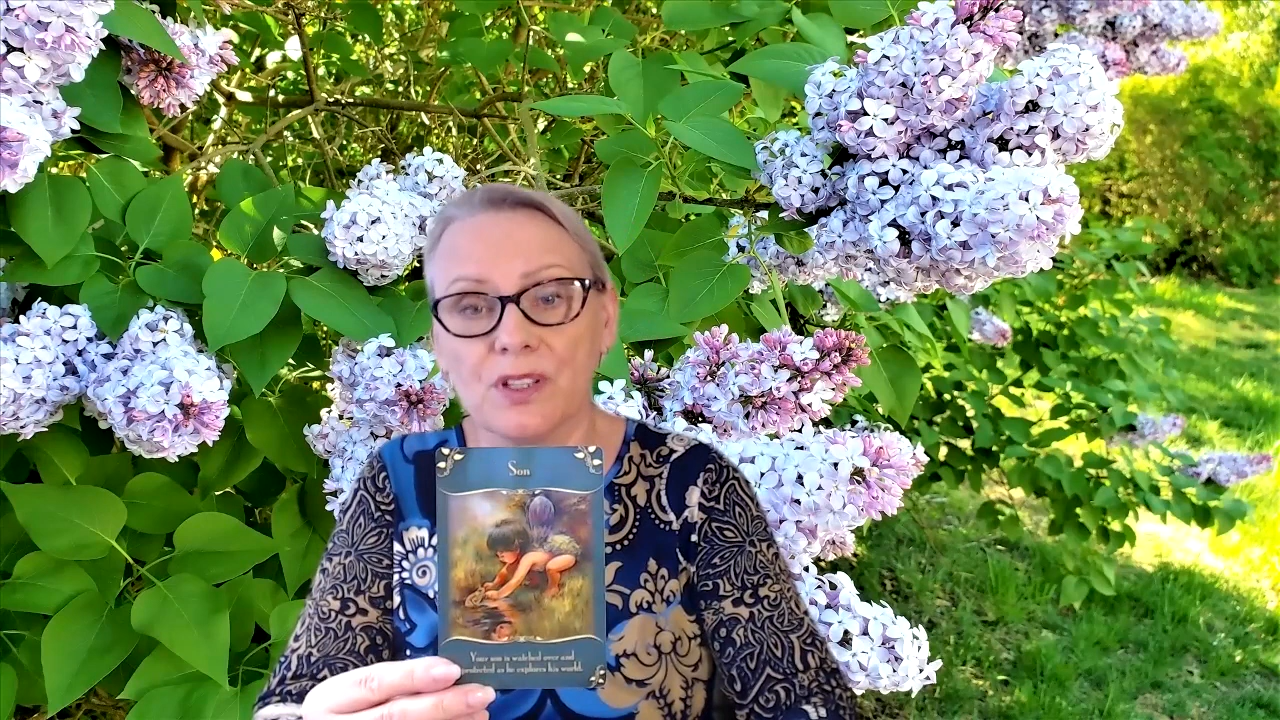 Son
Your son is watched over and
protected as he explores his world.